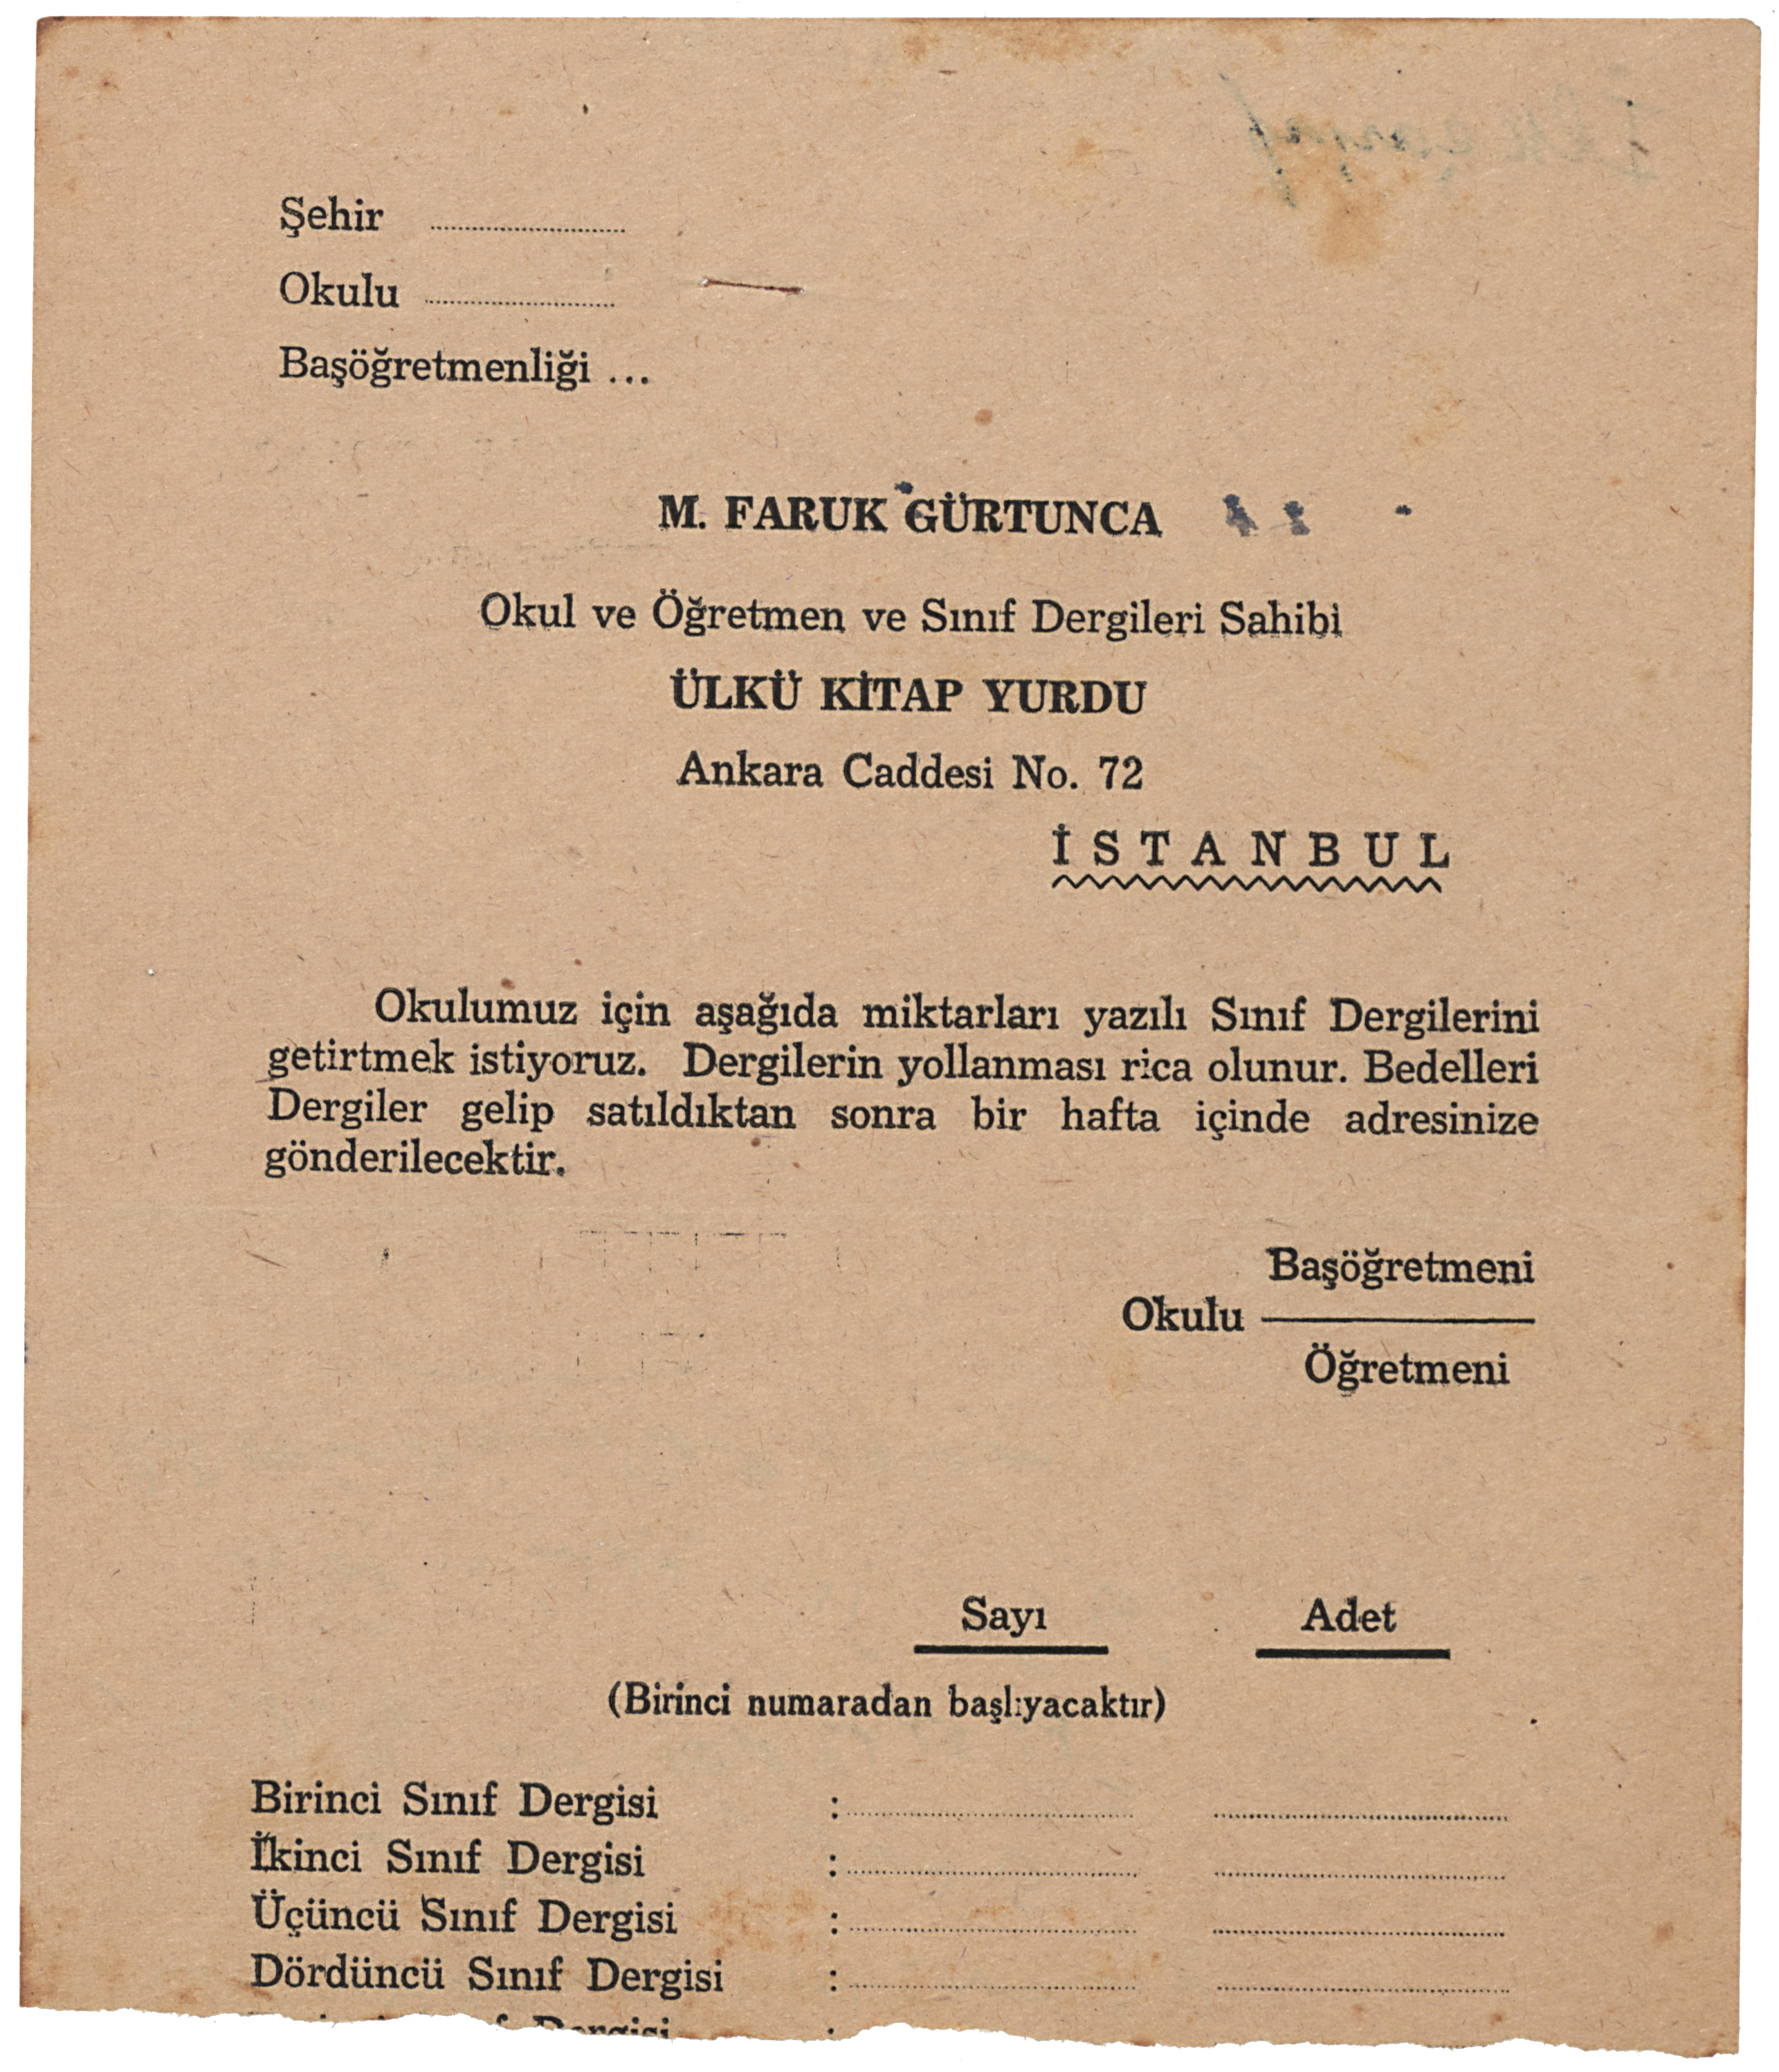 Şehir ..............................
Okulu ..............................
Başöğretmenliği ...
M. FARUK GÜRTUNCA
Okul ve Öğretmen ve Sınıf Dergileri Sahibi
ÜLKÜ KİTAP YURDU
Ankara Caddesi No. 72
İSTANBUL
Okulumuz için aşağıda miktarları yazılı Sınıf Dergilerini
getirtmek istiyoruz. Dergilerin yollanması rica olunur. Bedelleri
Dergiler gelip satıldıktan sonra bir hafta içinde adresinize
gönderilecektir.
Başöğretmeni
Okulu
Öğretmeni
Sayı Adet
(Birinci numaradan başlıyacaktır)
Birinci Sınıf Dergisi : .............................. ..............................
İkinci Sınıf Dergisi : .............................. ..............................
Üçüncü Sınıf Dergisi : .............................. ..............................
Dördüncü Sınıf Dergisi : .............................. ..............................
Dergisi :